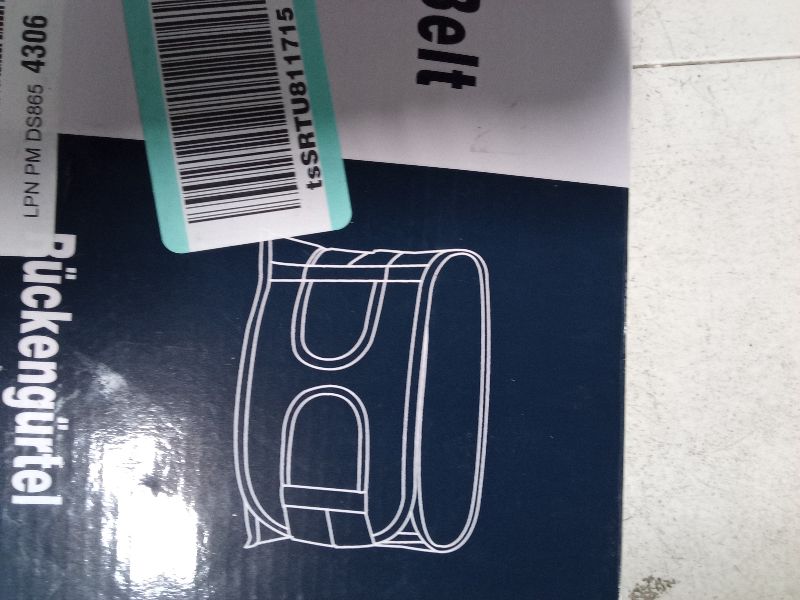 Belt
tsSRTU811715
LPN PM DS865 4306
Rückengürtel